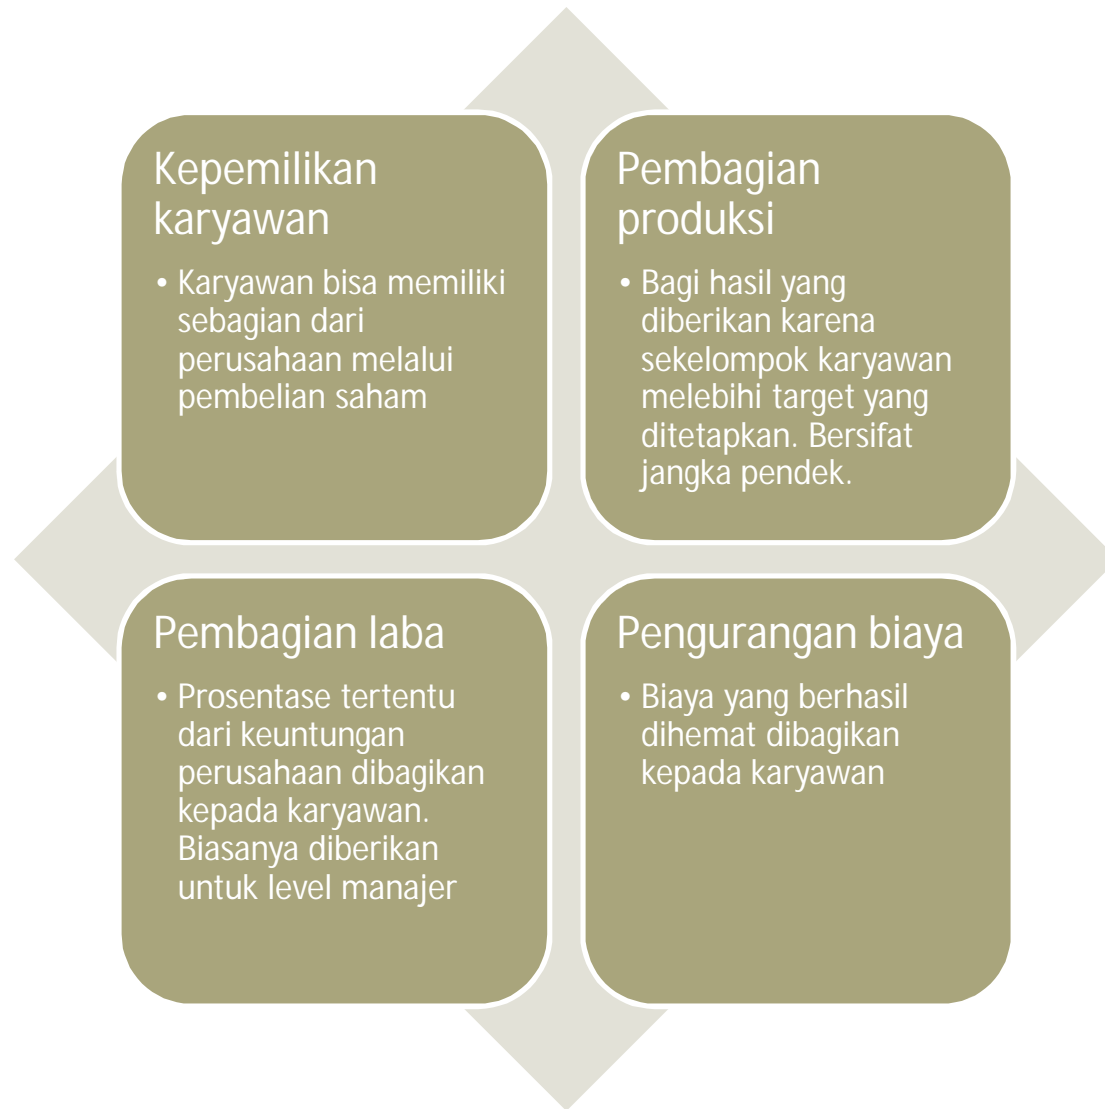 Kepemilikan
karyawan
• Karyawan bisa memiliki
sebagian dari
perusahaan melalui
pembelian saham
Pembagian
produksi
• Bagi hasil yang
diberikan karena
sekelompok karyawan
melebihi target yang
ditetapkan. Bersifat
jangka pendek.
Pembagian laba
• Prosentase tertentu
dari keuntungan
perusahaan dibagikan
kepada karyawan.
Biasanya diberikan
untuk level manajer
Pengurangan biaya
• Biaya yang berhasil
dihemat dibagikan
kepada karyawan